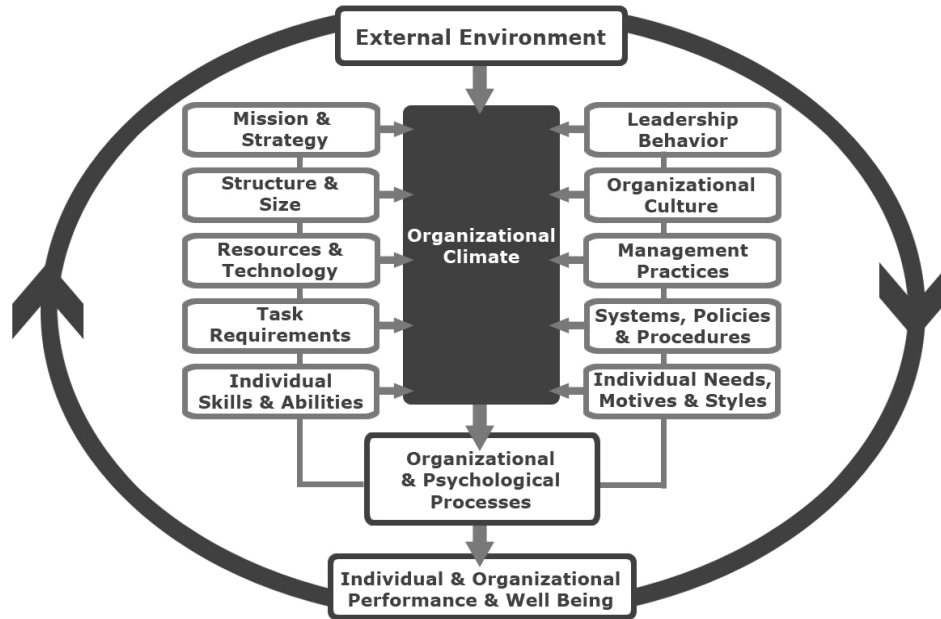 External Environment
Mission &
Strategy
Leadership
Behavior
Structure &
Size
Organizational
Culture
Organizational
Climate
Resources &
Technology
Management
Practices
Task
Requirements
Systems, Policies
& Procedures
Individual
Skills & Abilities
Individual Needs,
Motives & Styles
Organizational
& Psychological
Processes
Individual & Organizational
Performance & Well Being